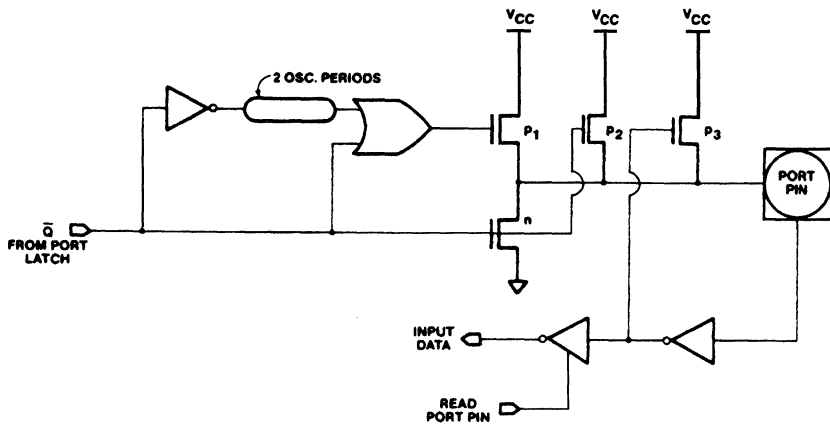 VCC VCC VCC
2 OSC. PERIODS
P1 P2 P3
PORT
PIN
n
Q̅
FROM PORT
LATCH
INPUT
DATA
READ
PORT PIN